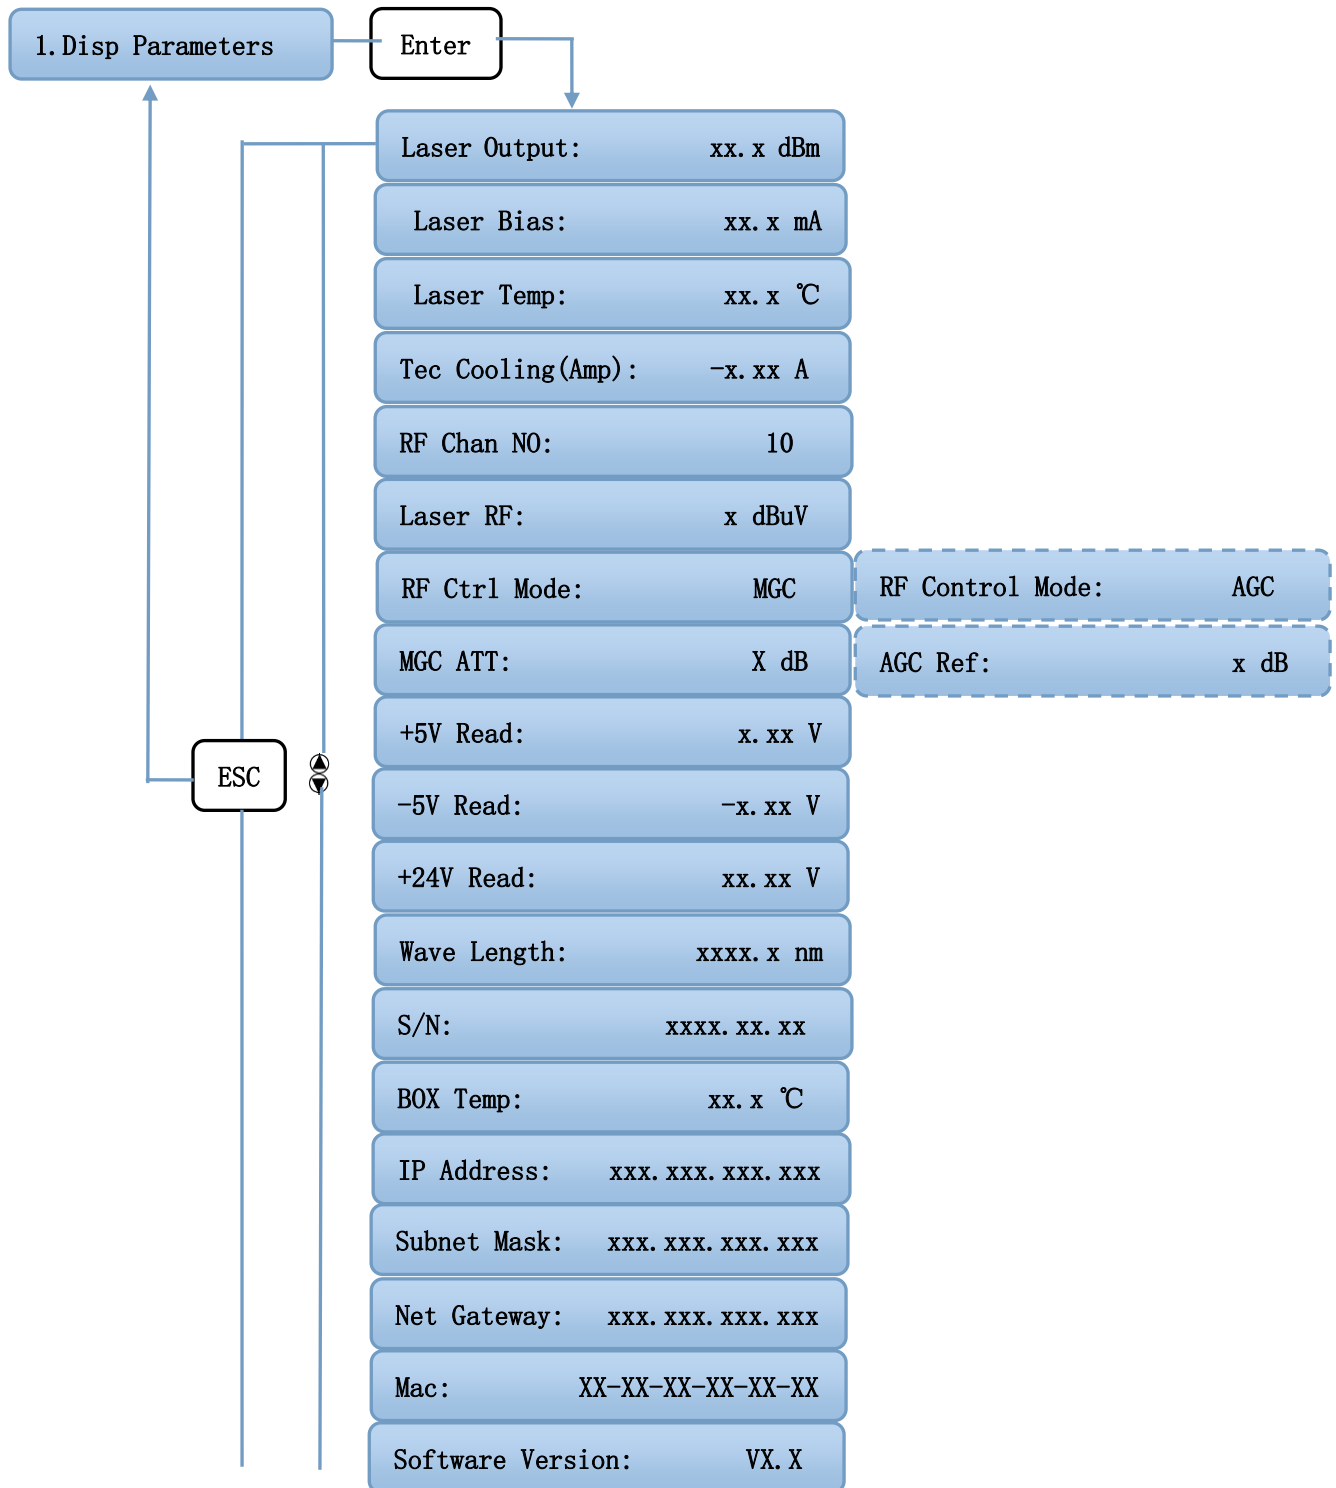 1.Disp Parameters
Enter
Laser Output: xx.x dBm
Laser Bias: xx.x mA
Laser Temp: xx.x ℃
Tec Cooling(Amp): -x.xx A
RF Chan NO: 10
Laser RF: x dBuV
RF Ctrl Mode: MGC
RF Control Mode: AGC
MGC ATT: X dB
AGC Ref: x dB
+5V Read: x.xx V
ESC
-5V Read: -x.xx V
+24V Read: xx.xx V
Wave Length: xxxx.x nm
S/N: xxxx.xx.xx
BOX Temp: xx.x ℃
IP Address: xxx.xxx.xxx.xxx
Subnet Mask: xxx.xxx.xxx.xxx
Net Gateway: xxx.xxx.xxx.xxx
Mac: XX-XX-XX-XX-XX-XX
Software Version: VX.X